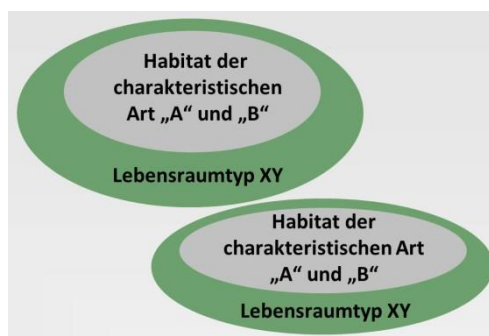 Habitat der
charakteristischen
Art „A“ und „B“
Lebensraumtyp XY
Habitat der
charakteristischen Art
„A“ und „B“
Lebensraumtyp XY